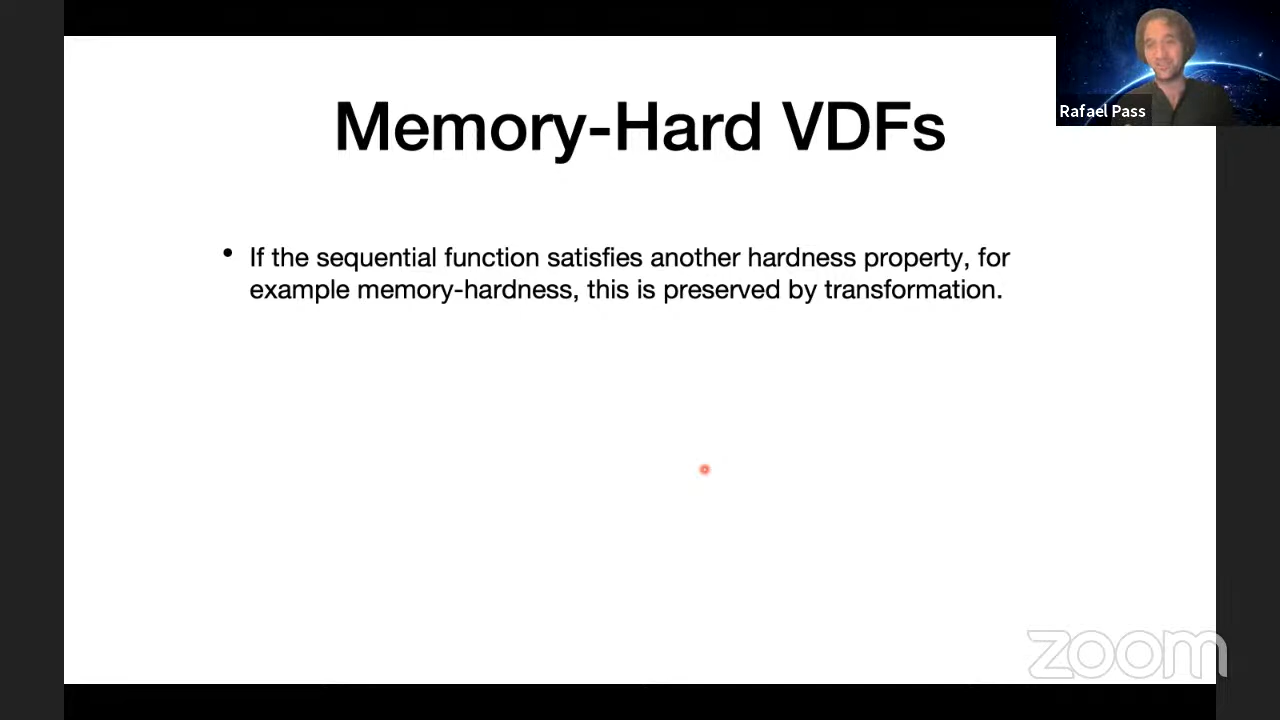 Memory-Hard VDFs
Rafael Pass
• If the sequential function satisfies another hardness property, for
example memory-hardness, this is preserved by transformation.
zoom